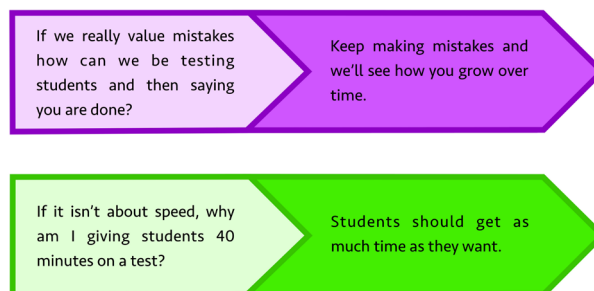 If we really value mistakes
how can we be testing
students and then saying
you are done?
Keep making mistakes and
we’ll see how you grow over
time.
If it isn’t about speed, why
am I giving students 40
minutes on a test?
Students should get as
much time as they want.